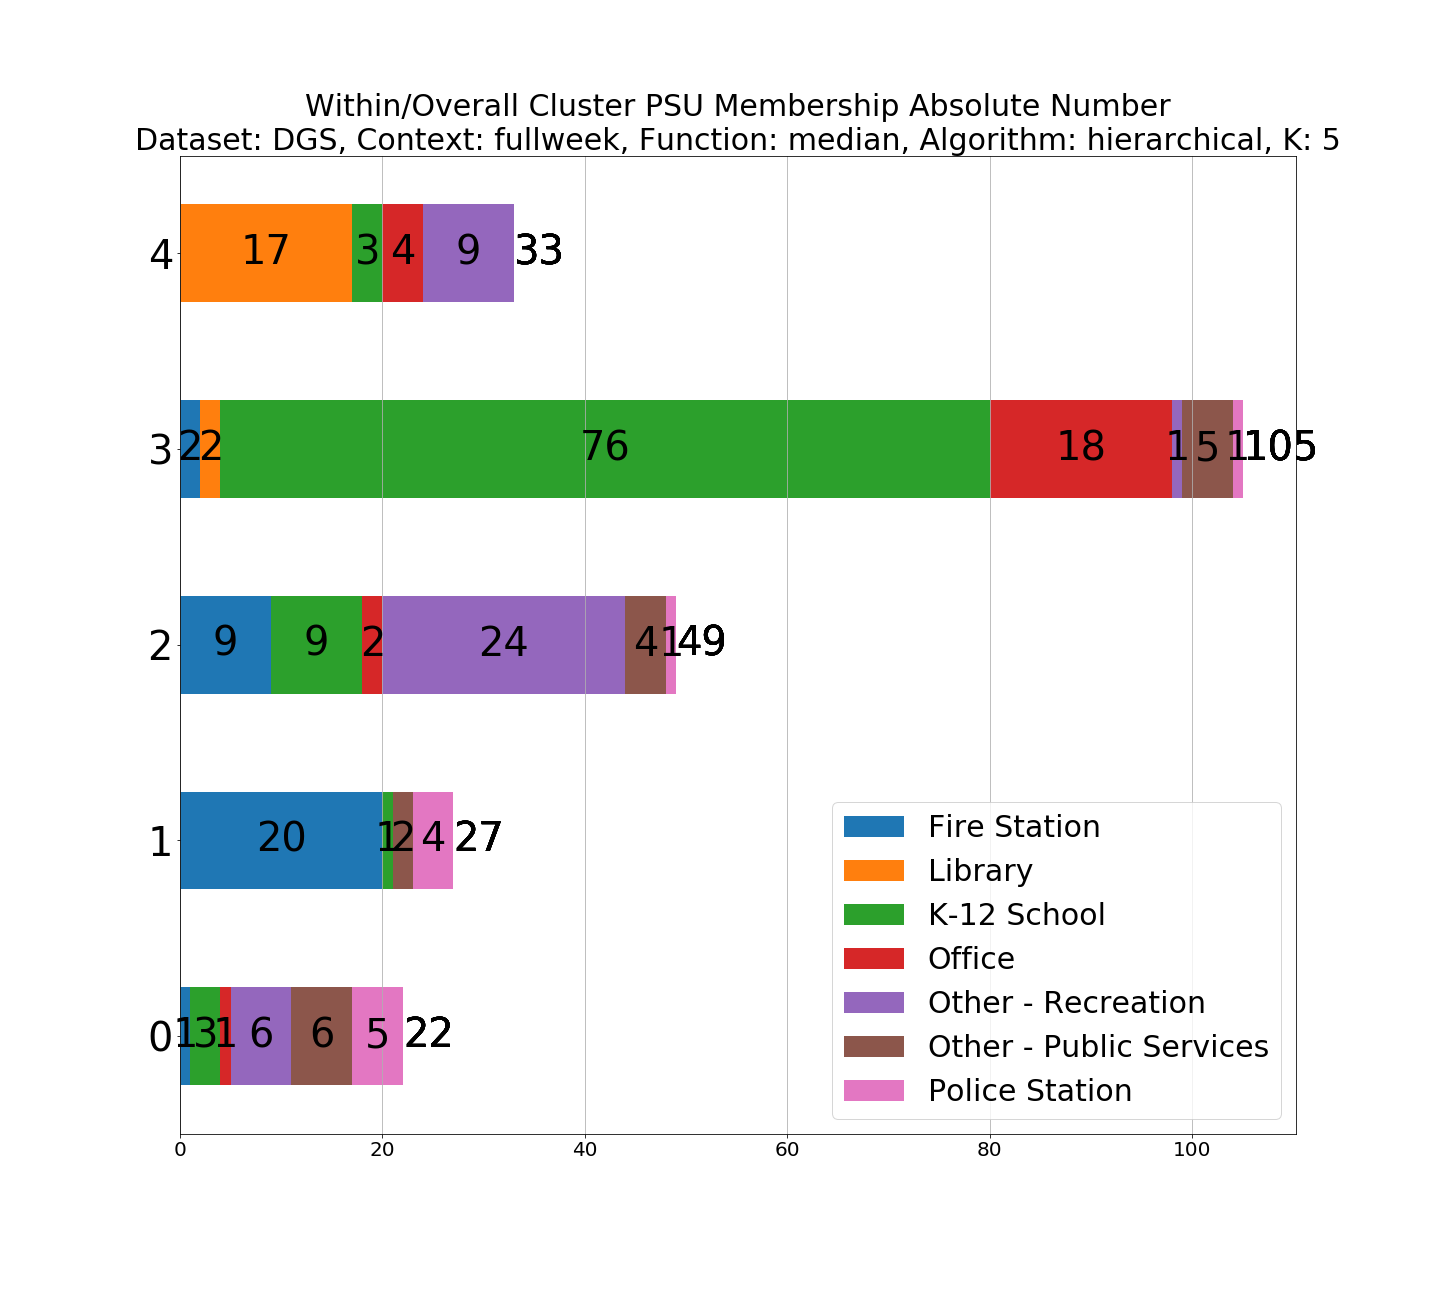 Within/Overall Cluster PSU Membership Absolute Number
Dataset: DGS, Context: fullweek, Function: median, Algorithm: hierarchical, K: 5
4 17 3 4 9 33
3 2 2 76 18 1 5 1 105
2 9 9 2 24 4 1 49
1 20 1 2 4 27
0 1 3 1 6 6 5 22
Fire Station
Library
K-12 School
Office
Other - Recreation
Other - Public Services
Police Station
0 20 40 60 80 100